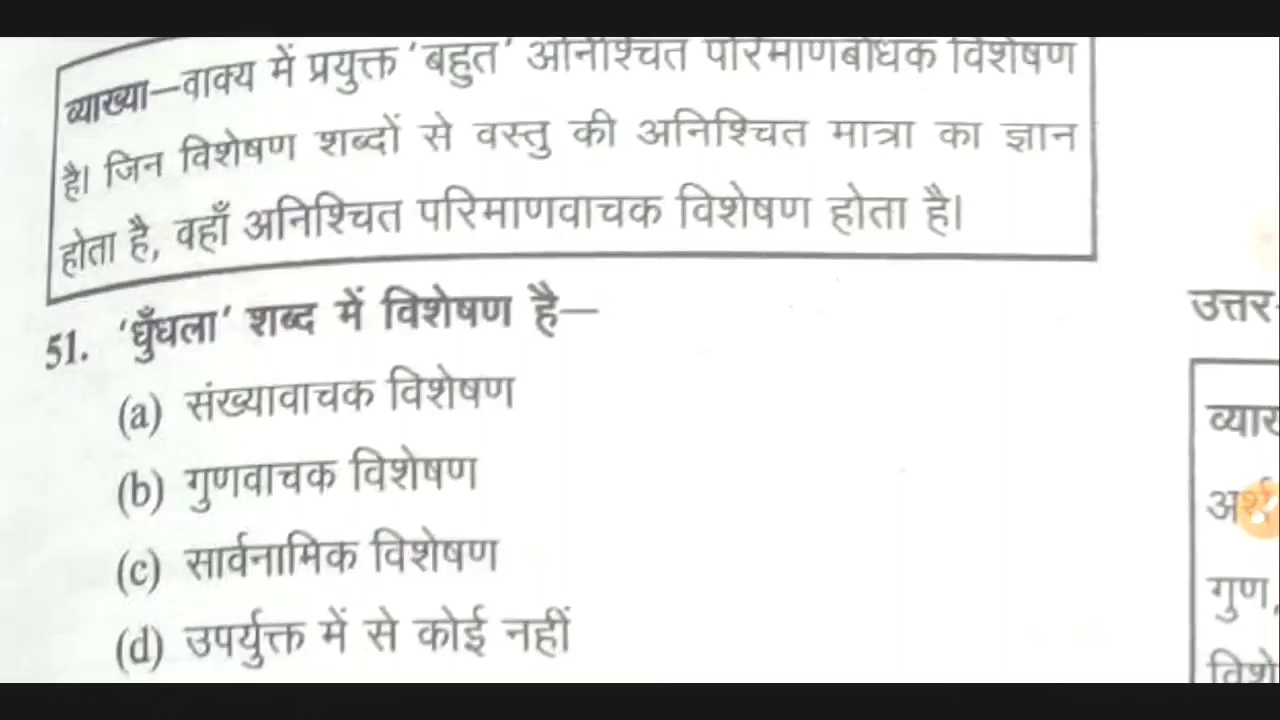 व्याख्या—वाक्य में प्रयुक्त 'बहुत' अनिश्चित परिमाणबोधक विशेषण
है। जिन विशेषण शब्दों से वस्तु की अनिश्चित मात्रा का ज्ञान
होता है, वहाँ अनिश्चित परिमाणवाचक विशेषण होता है।
51. 'धुँधला' शब्द में विशेषण है—
(a) संख्यावाचक विशेषण
(b) गुणवाचक विशेषण
(c) सार्वनामिक विशेषण
(d) उपर्युक्त में से कोई नहीं
उत्तर
गुण,